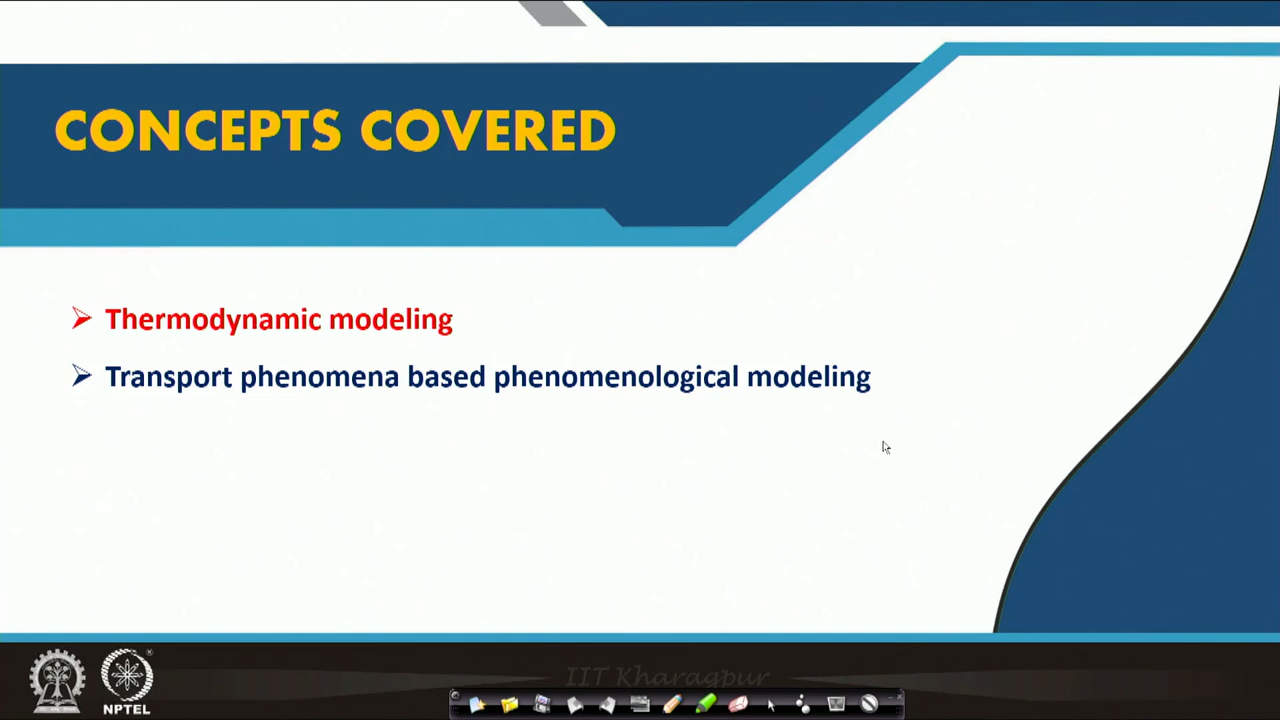 CONCEPTS COVERED
Thermodynamic modeling
Transport phenomena based phenomenological modeling
IIT Kharagpur
NPTEL